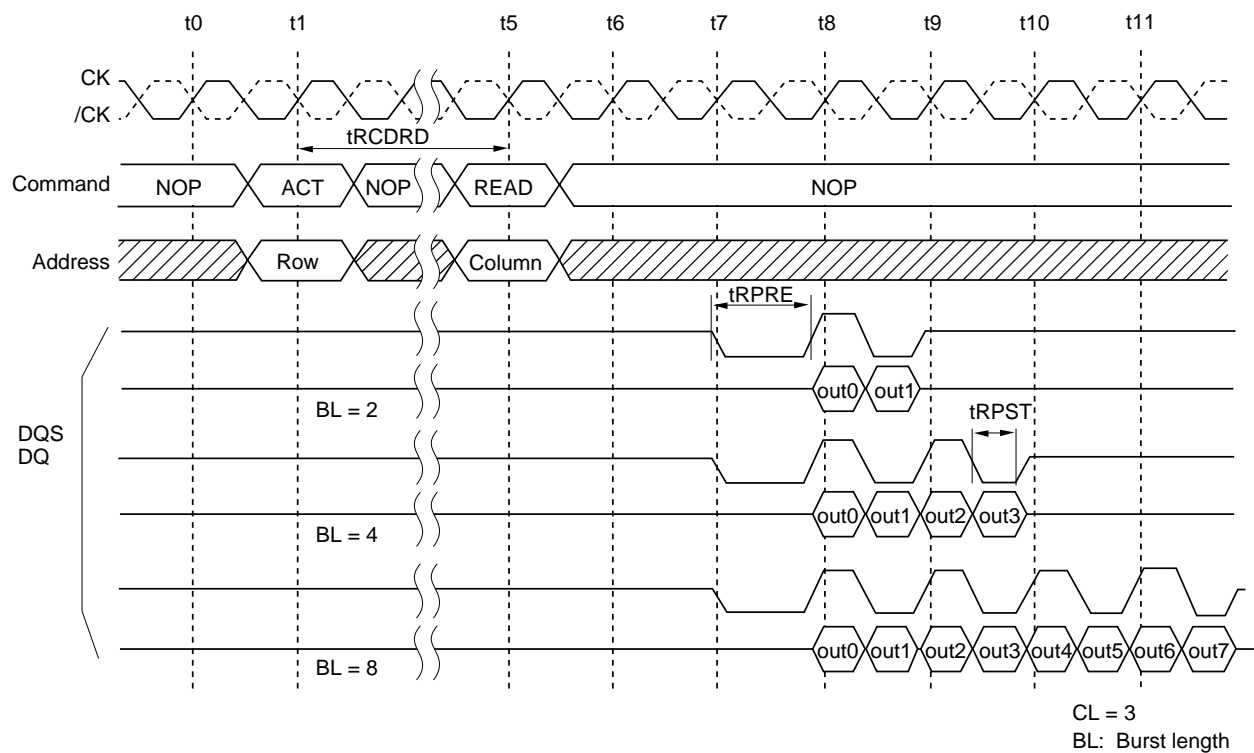 t0 t1 t5 t6 t7 t8 t9 t10 t11
CK
/CK
tRCDRD
Command NOP ACT NOP READ NOP
Address Row Column
tRPRE
out0 out1
BL = 2
tRPST
DQS
DQ
out0 out1 out2 out3
BL = 4
out0 out1 out2 out3 out4 out5 out6 out7
BL = 8
CL = 3
BL: Burst length